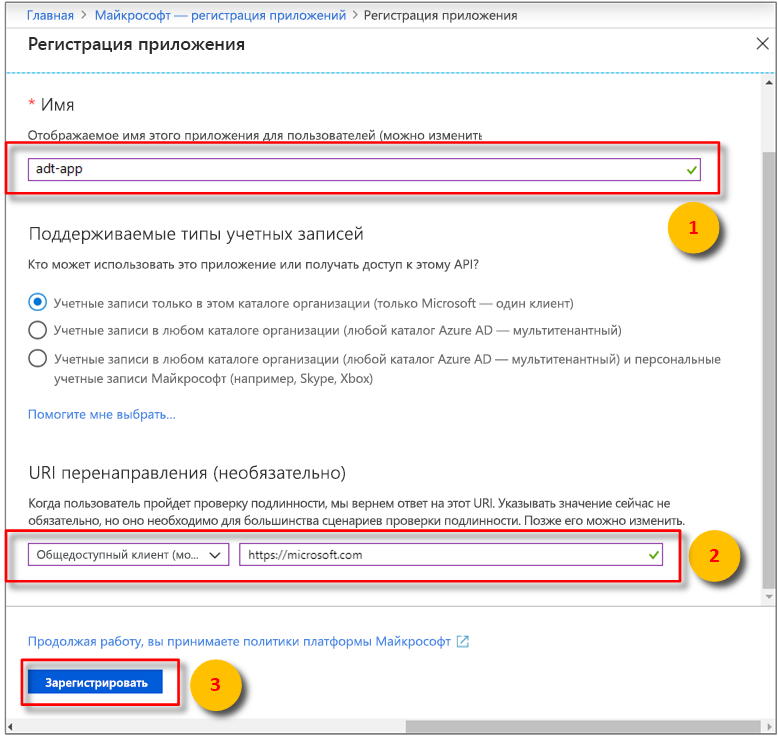 Главная > Майкрософт — регистрация приложений > Регистрация приложения
Регистрация приложения
* Имя
Отображаемое имя этого приложения для пользователей (можно изменить
adt-app
1
Поддерживаемые типы учетных записей
Кто может использовать это приложение или получать доступ к этому API?
Учетные записи только в этом каталоге организации (только Microsoft — один клиент)
Учетные записи в любом каталоге организации (любой каталог Azure AD — мультитенантный)
Учетные записи в любом каталоге организации (любой каталог Azure AD — мультитенантный) и персональные
учетные записи Майкрософт (например, Skype, Xbox)
Помогите мне выбрать...
URI перенаправления (необязательно)
Когда пользователь пройдет проверку подлинности, мы вернем ответ на этот URI. Указывать значение сейчас не
обязательно, но оно необходимо для большинства сценариев проверки подлинности. Позже его можно изменить.
Общедоступный клиент (мо... https://microsoft.com
2
Продолжая работу, вы принимаете политики платформы Майкрософт
Зарегистрировать
3